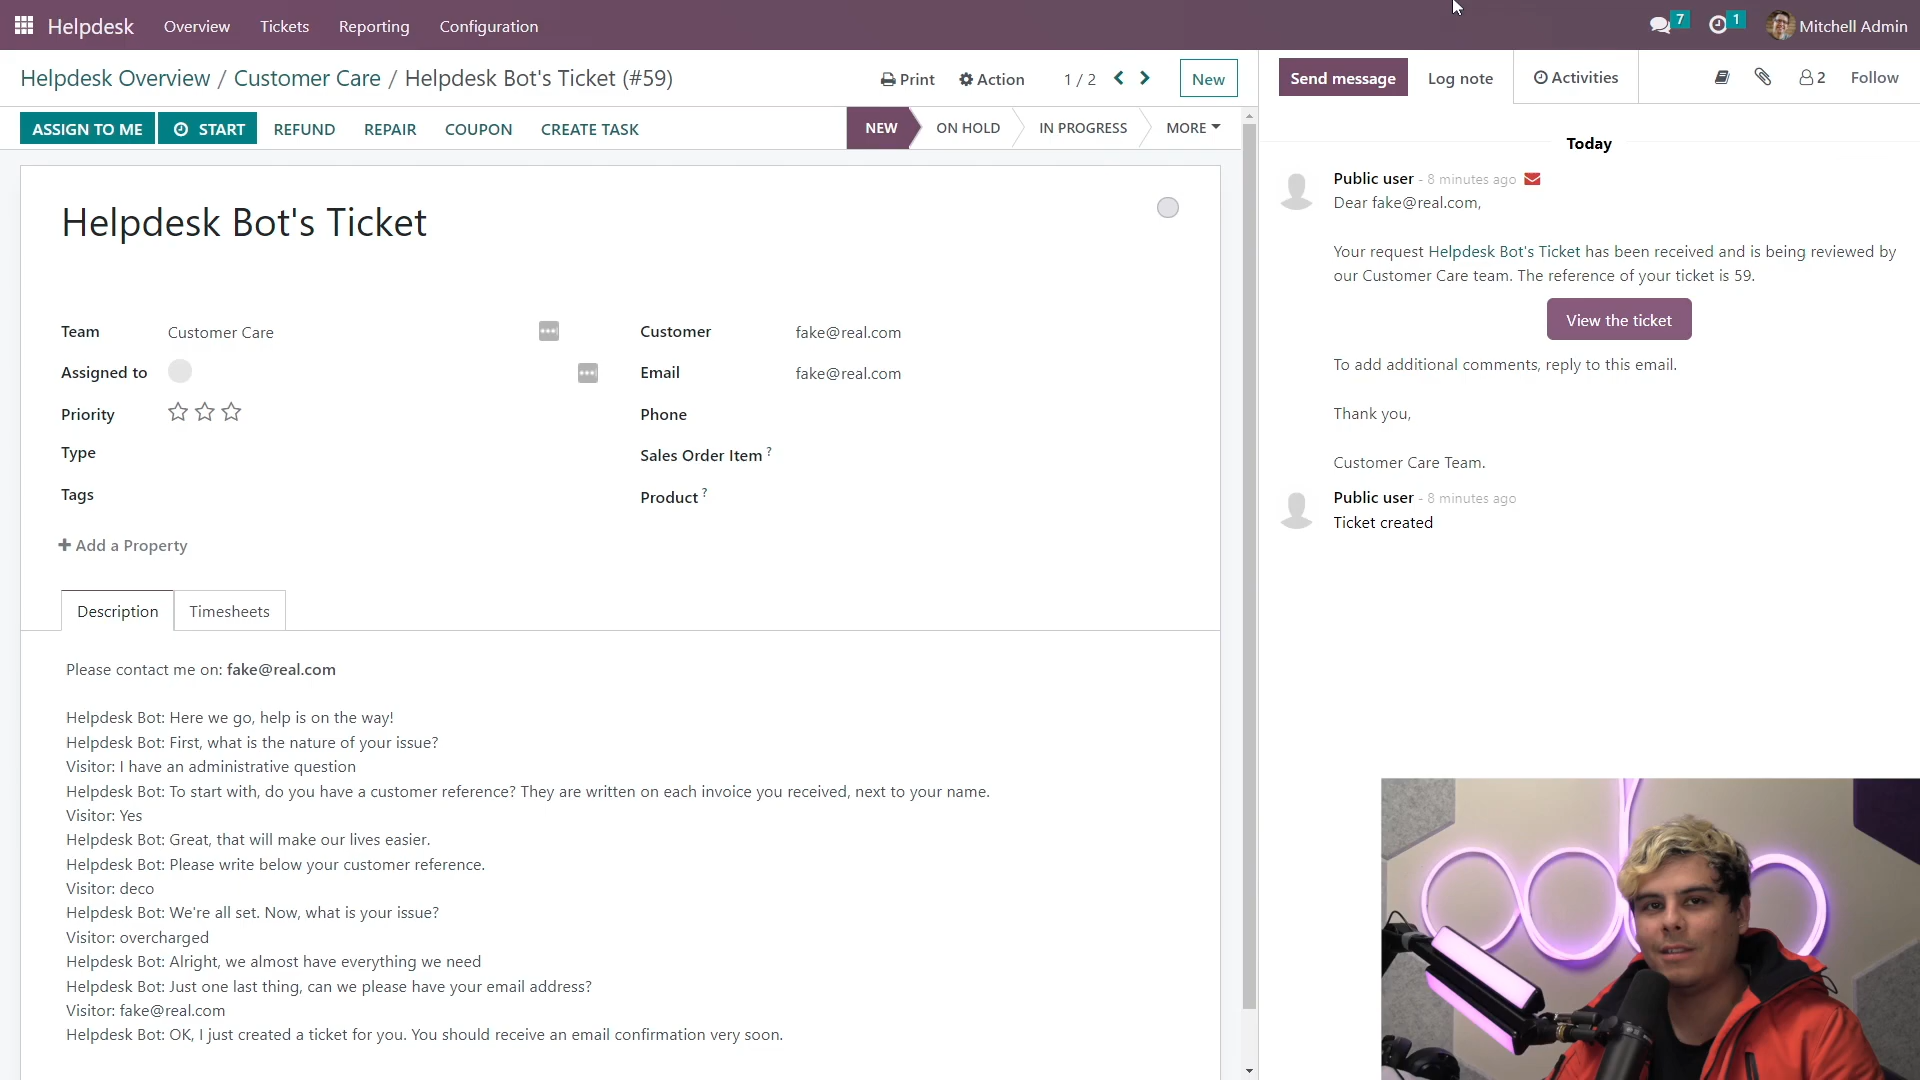 Helpdesk Overview Tickets Reporting Configuration 7 1 Mitchell Admin
Helpdesk Overview / Customer Care / Helpdesk Bot's Ticket (#59) Print Action 1 / 2 New
Send message Log note Activities 2 Follow
ASSIGN TO ME START REFUND REPAIR COUPON CREATE TASK NEW ON HOLD IN PROGRESS MORE
Helpdesk Bot's Ticket
Team Customer Care
Assigned to
Priority
Type
Tags
Add a Property
Customer fake@real.com
Email fake@real.com
Phone
Sales Order Item ?
Product ?
Description Timesheets
Please contact me on: fake@real.com
Helpdesk Bot: Here we go, help is on the way!
Helpdesk Bot: First, what is the nature of your issue?
Visitor: I have an administrative question
Helpdesk Bot: To start with, do you have a customer reference? They are written on each invoice you received, next to your name.
Visitor: Yes
Helpdesk Bot: Great, that will make our lives easier.
Helpdesk Bot: Please write below your customer reference.
Visitor: deco
Helpdesk Bot: We're all set. Now, what is your issue?
Visitor: overcharged
Helpdesk Bot: Alright, we almost have everything we need
Helpdesk Bot: Just one last thing, can we please have your email address?
Visitor: fake@real.com
Helpdesk Bot: OK, I just created a ticket for you. You should receive an email confirmation very soon.
Today
Public user - 8 minutes ago
Dear fake@real.com,
Your request Helpdesk Bot's Ticket has been received and is being reviewed by
our Customer Care team. The reference of your ticket is 59.
View the ticket
To add additional comments, reply to this email.
Thank you,
Customer Care Team.
Public user - 8 minutes ago
Ticket created
odoo